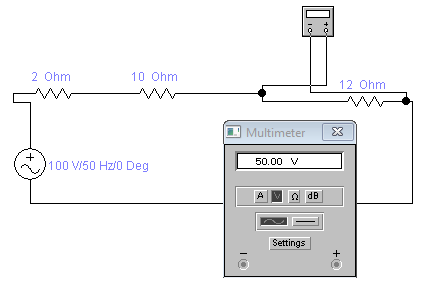 2 Ohm
10 Ohm
12 Ohm
100 V/50 Hz/0 Deg
Multimeter
50.00 V
A V Ω dB
Settings
− +